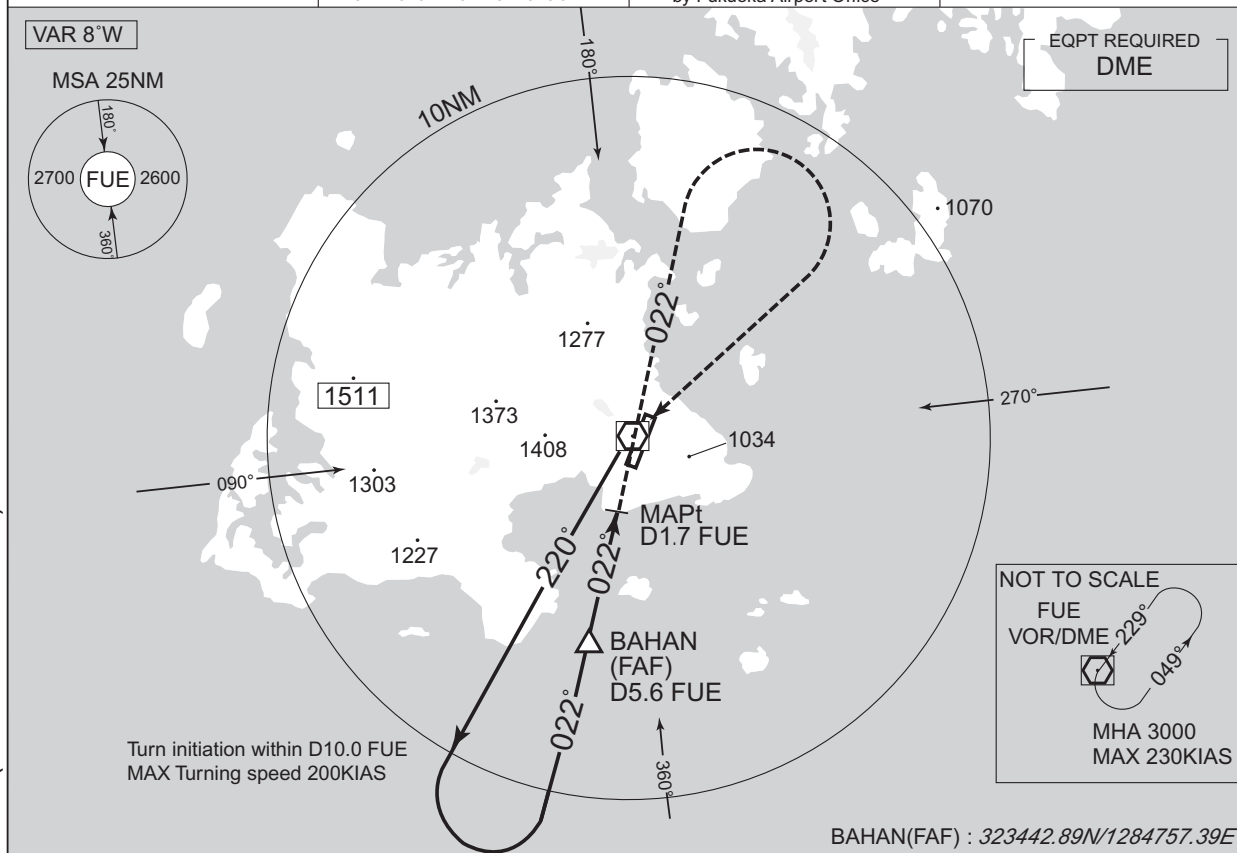 by Fukuoka Airport Office
VAR 8°W
MSA 25NM
180°
2700
FUE
2600
360°
10NM
180°
EQPT REQUIRED
DME
1070
022°
1277
1511
1373
1408
1034
270°
090°
1303
1227
MAPt
D1.7 FUE
220°
022°
BAHAN
(FAF)
D5.6 FUE
022°
360°
Turn initiation within D10.0 FUE
MAX Turning speed 200KIAS
NOT TO SCALE
FUE
VOR/DME
229°
049°
MHA 3000
MAX 230KIAS
BAHAN(FAF) : 323442.89N/1284757.39E